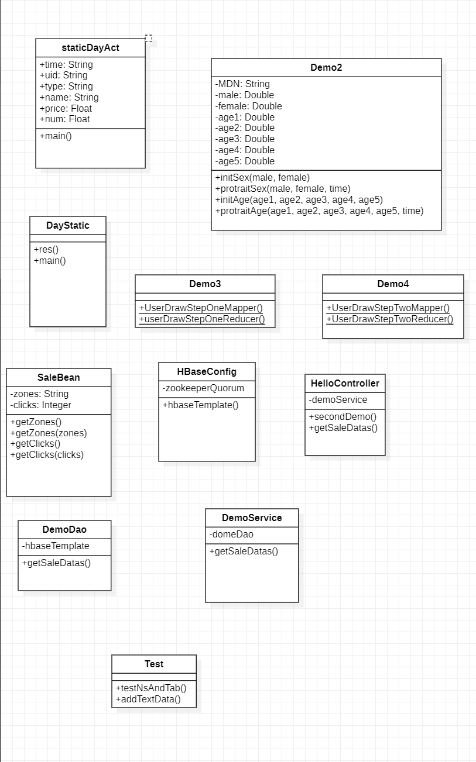 staticDayAct
+time: String
+uid: String
+type: String
+name: String
+price: Float
+num: Float
+main()
Demo2
-MDN: String
-male: Double
-female: Double
-age1: Double
-age2: Double
-age3: Double
-age4: Double
-age5: Double
+initSex(male, female)
+protraitSex(male, female, time)
+initAge(age1, age2, age3, age4, age5)
+protraitAge(age1, age2, age3, age4, age5, time)
DayStatic
+res()
+main()
Demo3
+UserDrawStepOneMapper()
+userDrawStepOneReducer()
Demo4
+UserDrawStepTwoMapper()
+UserDrawStepTwoReducer()
SaleBean
-zones: String
-clicks: Integer
+getZones()
+getZones(zones)
+getClicks()
+getClicks(clicks)
HBaseConfig
-zookeeperQuorum
+hbaseTemplate()
HelloController
-demoService
+secondDemo()
+getSaleDatas()
DemoDao
-hbaseTemplate
+getSaleDatas()
DemoService
-domeDao
+getSaleDatas()
Test
+testNsAndTab()
+addTextData()